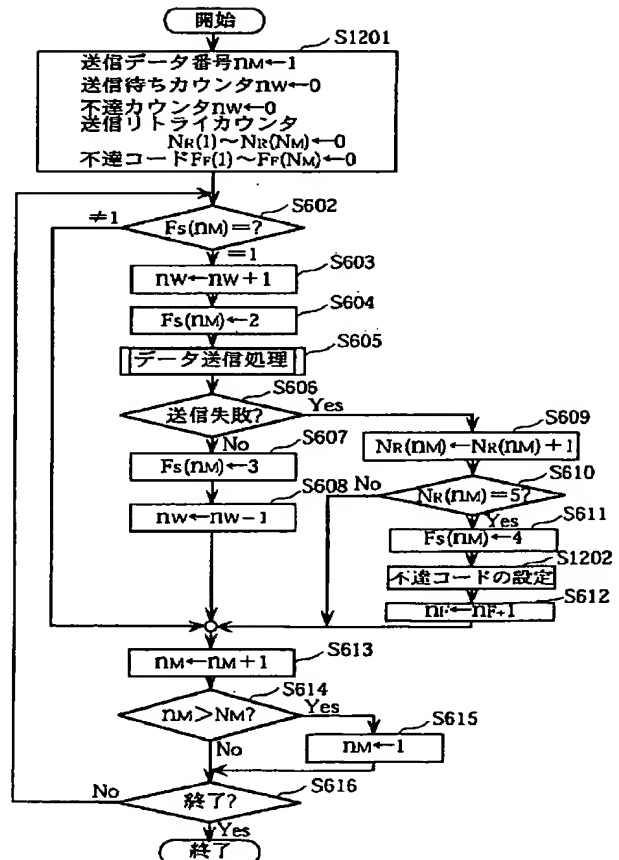 開始
S1201
送信データ番号nM←1
送信待ちカウンタnW←0
不達カウンタnW←0
送信リトライカウンタ
NR(1)~NR(NM)←0
不達コードFF(1)~FF(NM)←0
S602
≠1
FS(nM)=?
=1
S603
nW←nW+1
S604
FS(nM)←2
S605
データ送信処理
S606
送信失敗?
Yes
No
S607
FS(nM)←3
S608
nW←nW-1
S609
NR(nM)←NR(nM)+1
S610
No
NR(nM)=5?
Yes
S611
FS(nM)←4
S1202
不達コードの設定
S612
nF←nF+1
S613
nM←nM+1
S614
nM>NM?
Yes
No
S615
nM←1
S616
No
終了?
Yes
終了